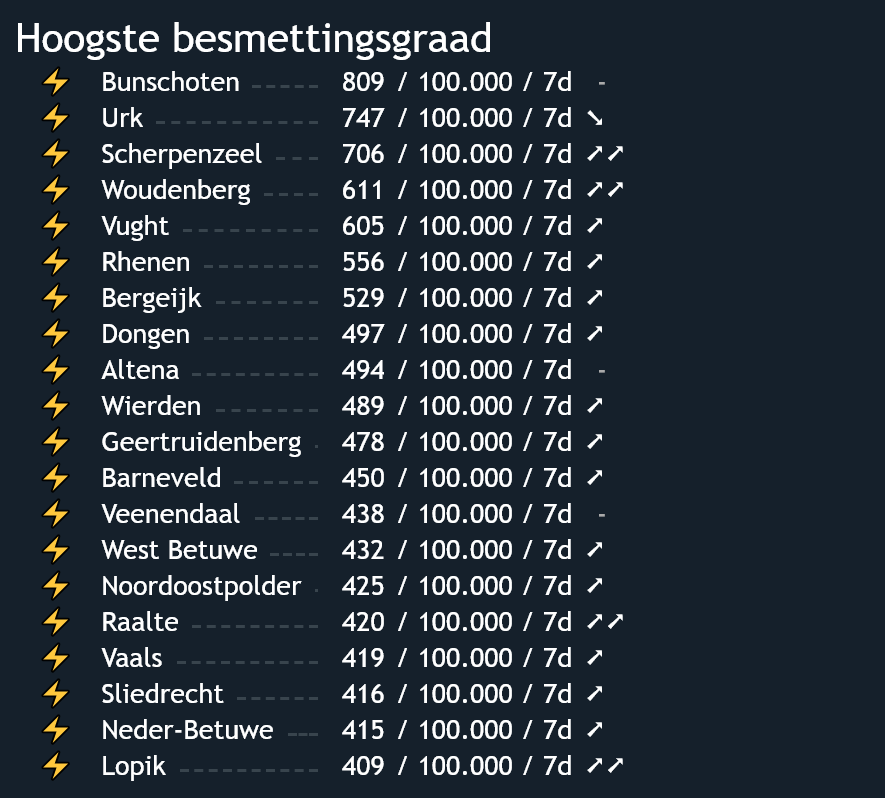 Hoogste besmettingsgraad
⚡ Bunschoten ----- 809 / 100.000 / 7d -
⚡ Urk ----------- 747 / 100.000 / 7d ➘
⚡ Scherpenzeel --- 706 / 100.000 / 7d ➚➚
⚡ Woudenberg ---- 611 / 100.000 / 7d ➚➚
⚡ Vught --------- 605 / 100.000 / 7d ➚
⚡ Rhenen -------- 556 / 100.000 / 7d ➚
⚡ Bergeijk ------- 529 / 100.000 / 7d ➚
⚡ Dongen -------- 497 / 100.000 / 7d ➚
⚡ Altena --------- 494 / 100.000 / 7d -
⚡ Wierden ------- 489 / 100.000 / 7d ➚
⚡ Geertruidenberg - 478 / 100.000 / 7d ➚
⚡ Barneveld ------ 450 / 100.000 / 7d ➚
⚡ Veenendaal ----- 438 / 100.000 / 7d -
⚡ West Betuwe ---- 432 / 100.000 / 7d ➚
⚡ Noordoostpolder - 425 / 100.000 / 7d ➚
⚡ Raalte --------- 420 / 100.000 / 7d ➚➚
⚡ Vaals ---------- 419 / 100.000 / 7d ➚
⚡ Sliedrecht ------ 416 / 100.000 / 7d ➚
⚡ Neder-Betuwe --- 415 / 100.000 / 7d ➚
⚡ Lopik ---------- 409 / 100.000 / 7d ➚➚